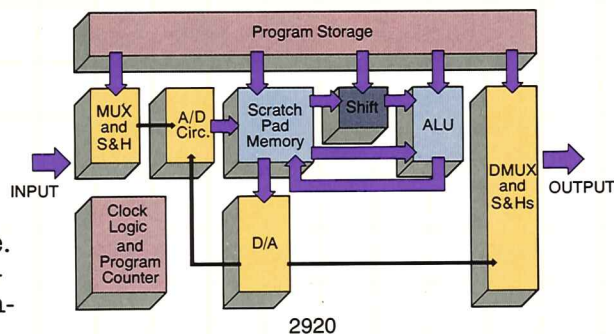 Program Storage
MUX
and
S&H
A/D
Circ.
Scratch
Pad
Memory
Shift
ALU
DMUX
and
S&Hs
INPUT
OUTPUT
Clock
Logic
and
Program
Counter
D/A
2920